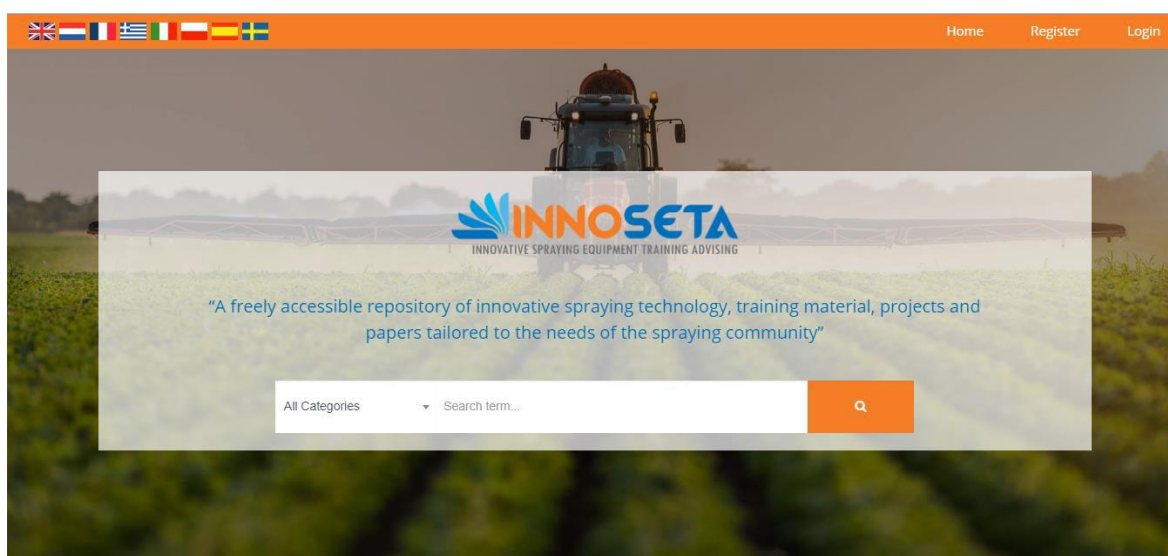 Home Register Login
INNOSETA
INNOVATIVE SPRAYING EQUIPMENT TRAINING ADVISING
“A freely accessible repository of innovative spraying technology, training material, projects and
papers tailored to the needs of the spraying community”
All Categories Search term...